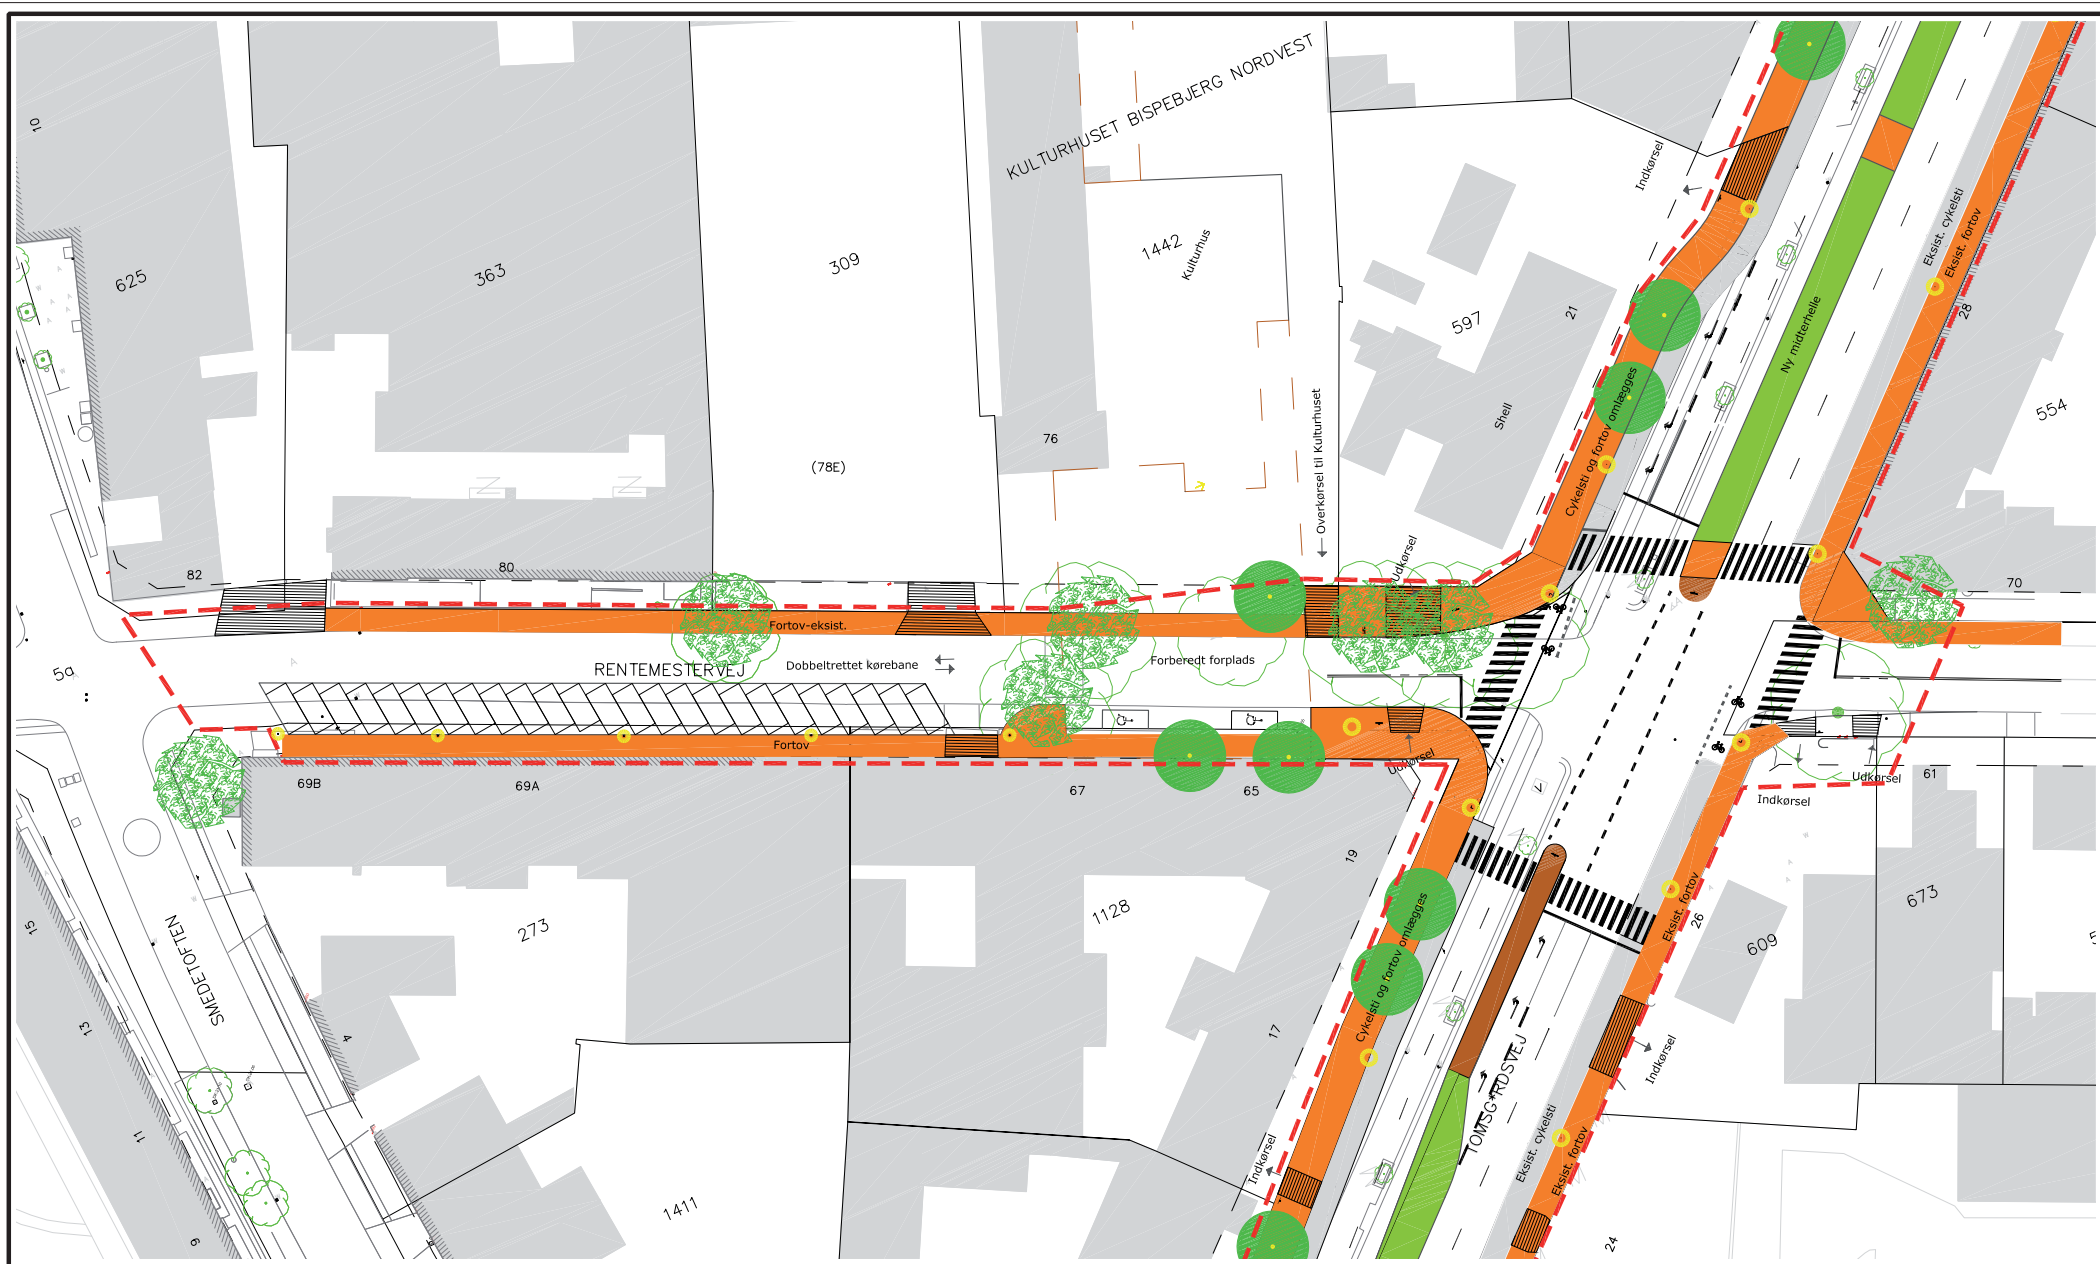 KULTURHUSET BISPEBJERG NORDVEST
10
625
363
309
1442
Kulturhus
597
21
Shell
Indkørsel
Eksist. cykelsti
Eksist. fortov
28
554
Ny midterhelle
Cykelsti og fortov omlægges
76
(78E)
Overkørsel til Kulturhuset
Udkørsel
82
80
70
Fortov-eksist.
RENTEMESTERVEJ
Dobbeltrettet kørebane
Forberedt forplads
59
Fortov
69B
69A
67
65
Udkørsel
Udkørsel
61
Indkørsel
19
7
273
1128
Cykelsti og fortov omlægges
Eksist. fortov
26
609
673
15
SMEDETOFTEN
13
4
17
TOMSG*RDSVEJ
Indkørsel
Indkørsel
Eksist. cykelsti
Eksist. fortov
11
9
1411
24